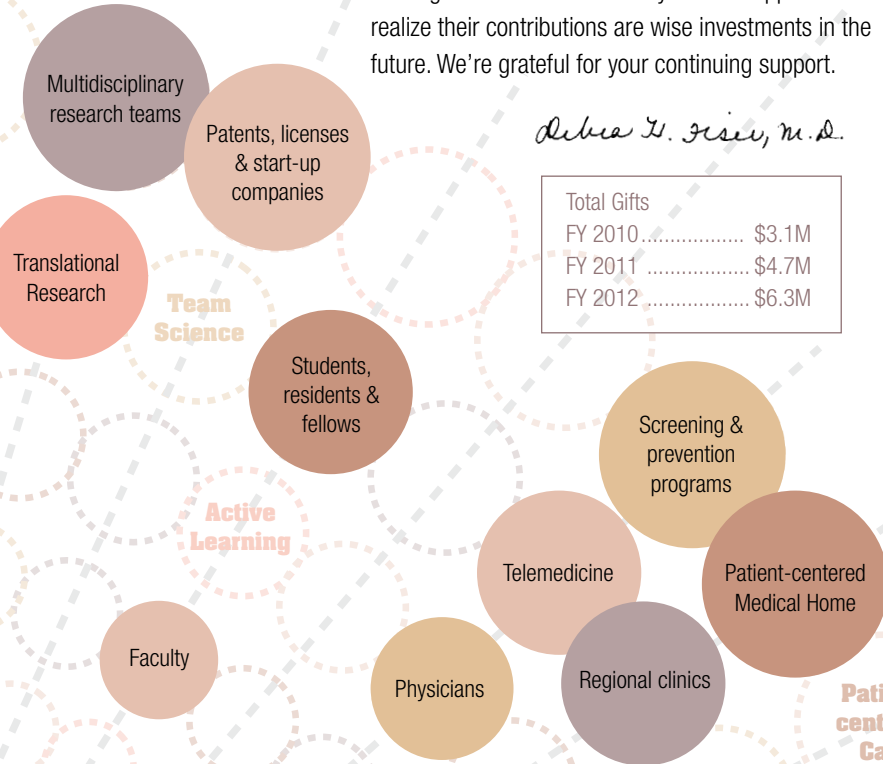 realize their contributions are wise investments in the
future. We're grateful for your continuing support.
Debra H. Fiser, M.D.
Total Gifts
FY 2010.................. $3.1M
FY 2011 .................. $4.7M
FY 2012 .................. $6.3M
Multidisciplinary
research teams
Patents, licenses
& start-up
companies
Translational
Research
Team
Science
Students,
residents &
fellows
Active
Learning
Screening &
prevention
programs
Telemedicine
Patient-centered
Medical Home
Faculty
Physicians
Regional clinics